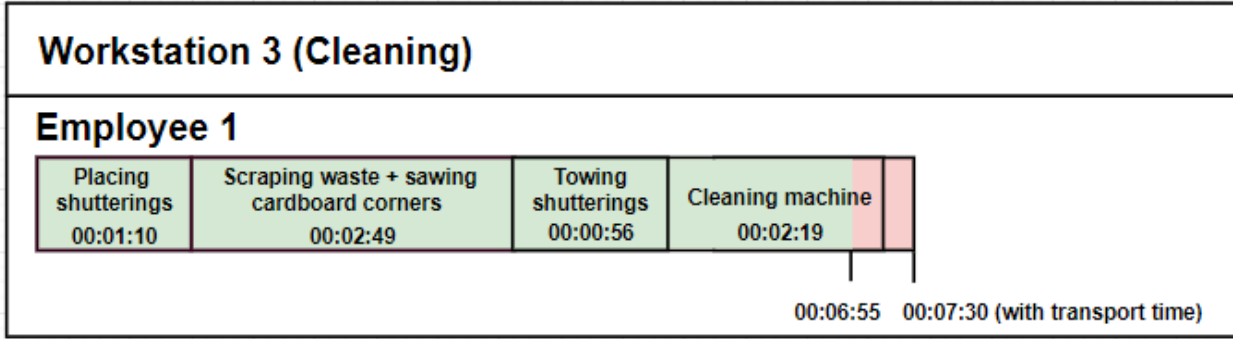 Workstation 3 (Cleaning)
Employee 1
Placing
shutterings
00:01:10
Scraping waste + sawing
cardboard corners
00:02:49
Towing
shutterings
00:00:56
Cleaning machine
00:02:19
00:06:55
00:07:30 (with transport time)